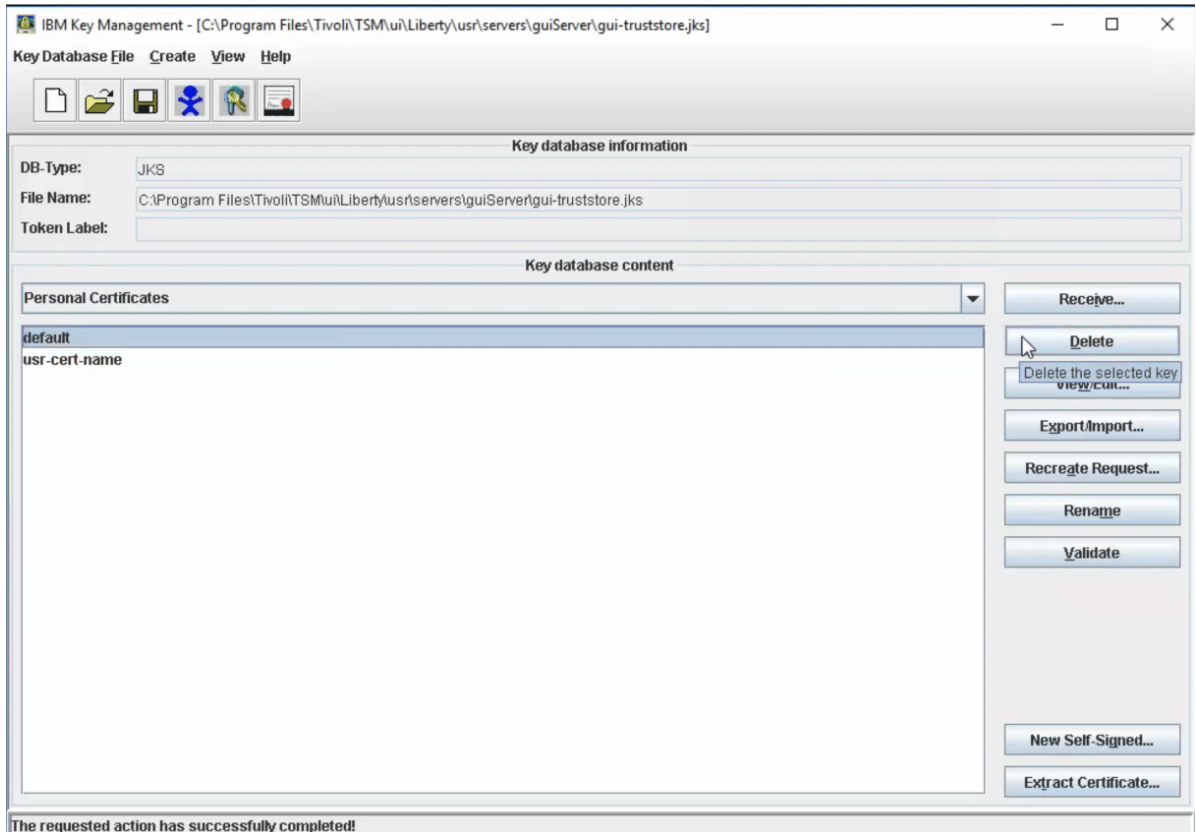 IBM Key Management - [C:\Program Files\Tivoli\TSM\ui\Liberty\usr\servers\guiServer\gui-truststore.jks]
Key Database File Create View Help
Key database information
DB-Type: JKS
File Name: C:\Program Files\Tivoli\TSM\ui\Liberty\usr\servers\guiServer\gui-truststore.jks
Token Label:
Key database content
Personal Certificates
Receive...
default
Delete
usr-cert-name
Delete the selected key
View/Edit...
Export/Import...
Recreate Request...
Rename
Validate
New Self-Signed...
Extract Certificate...
The requested action has successfully completed!